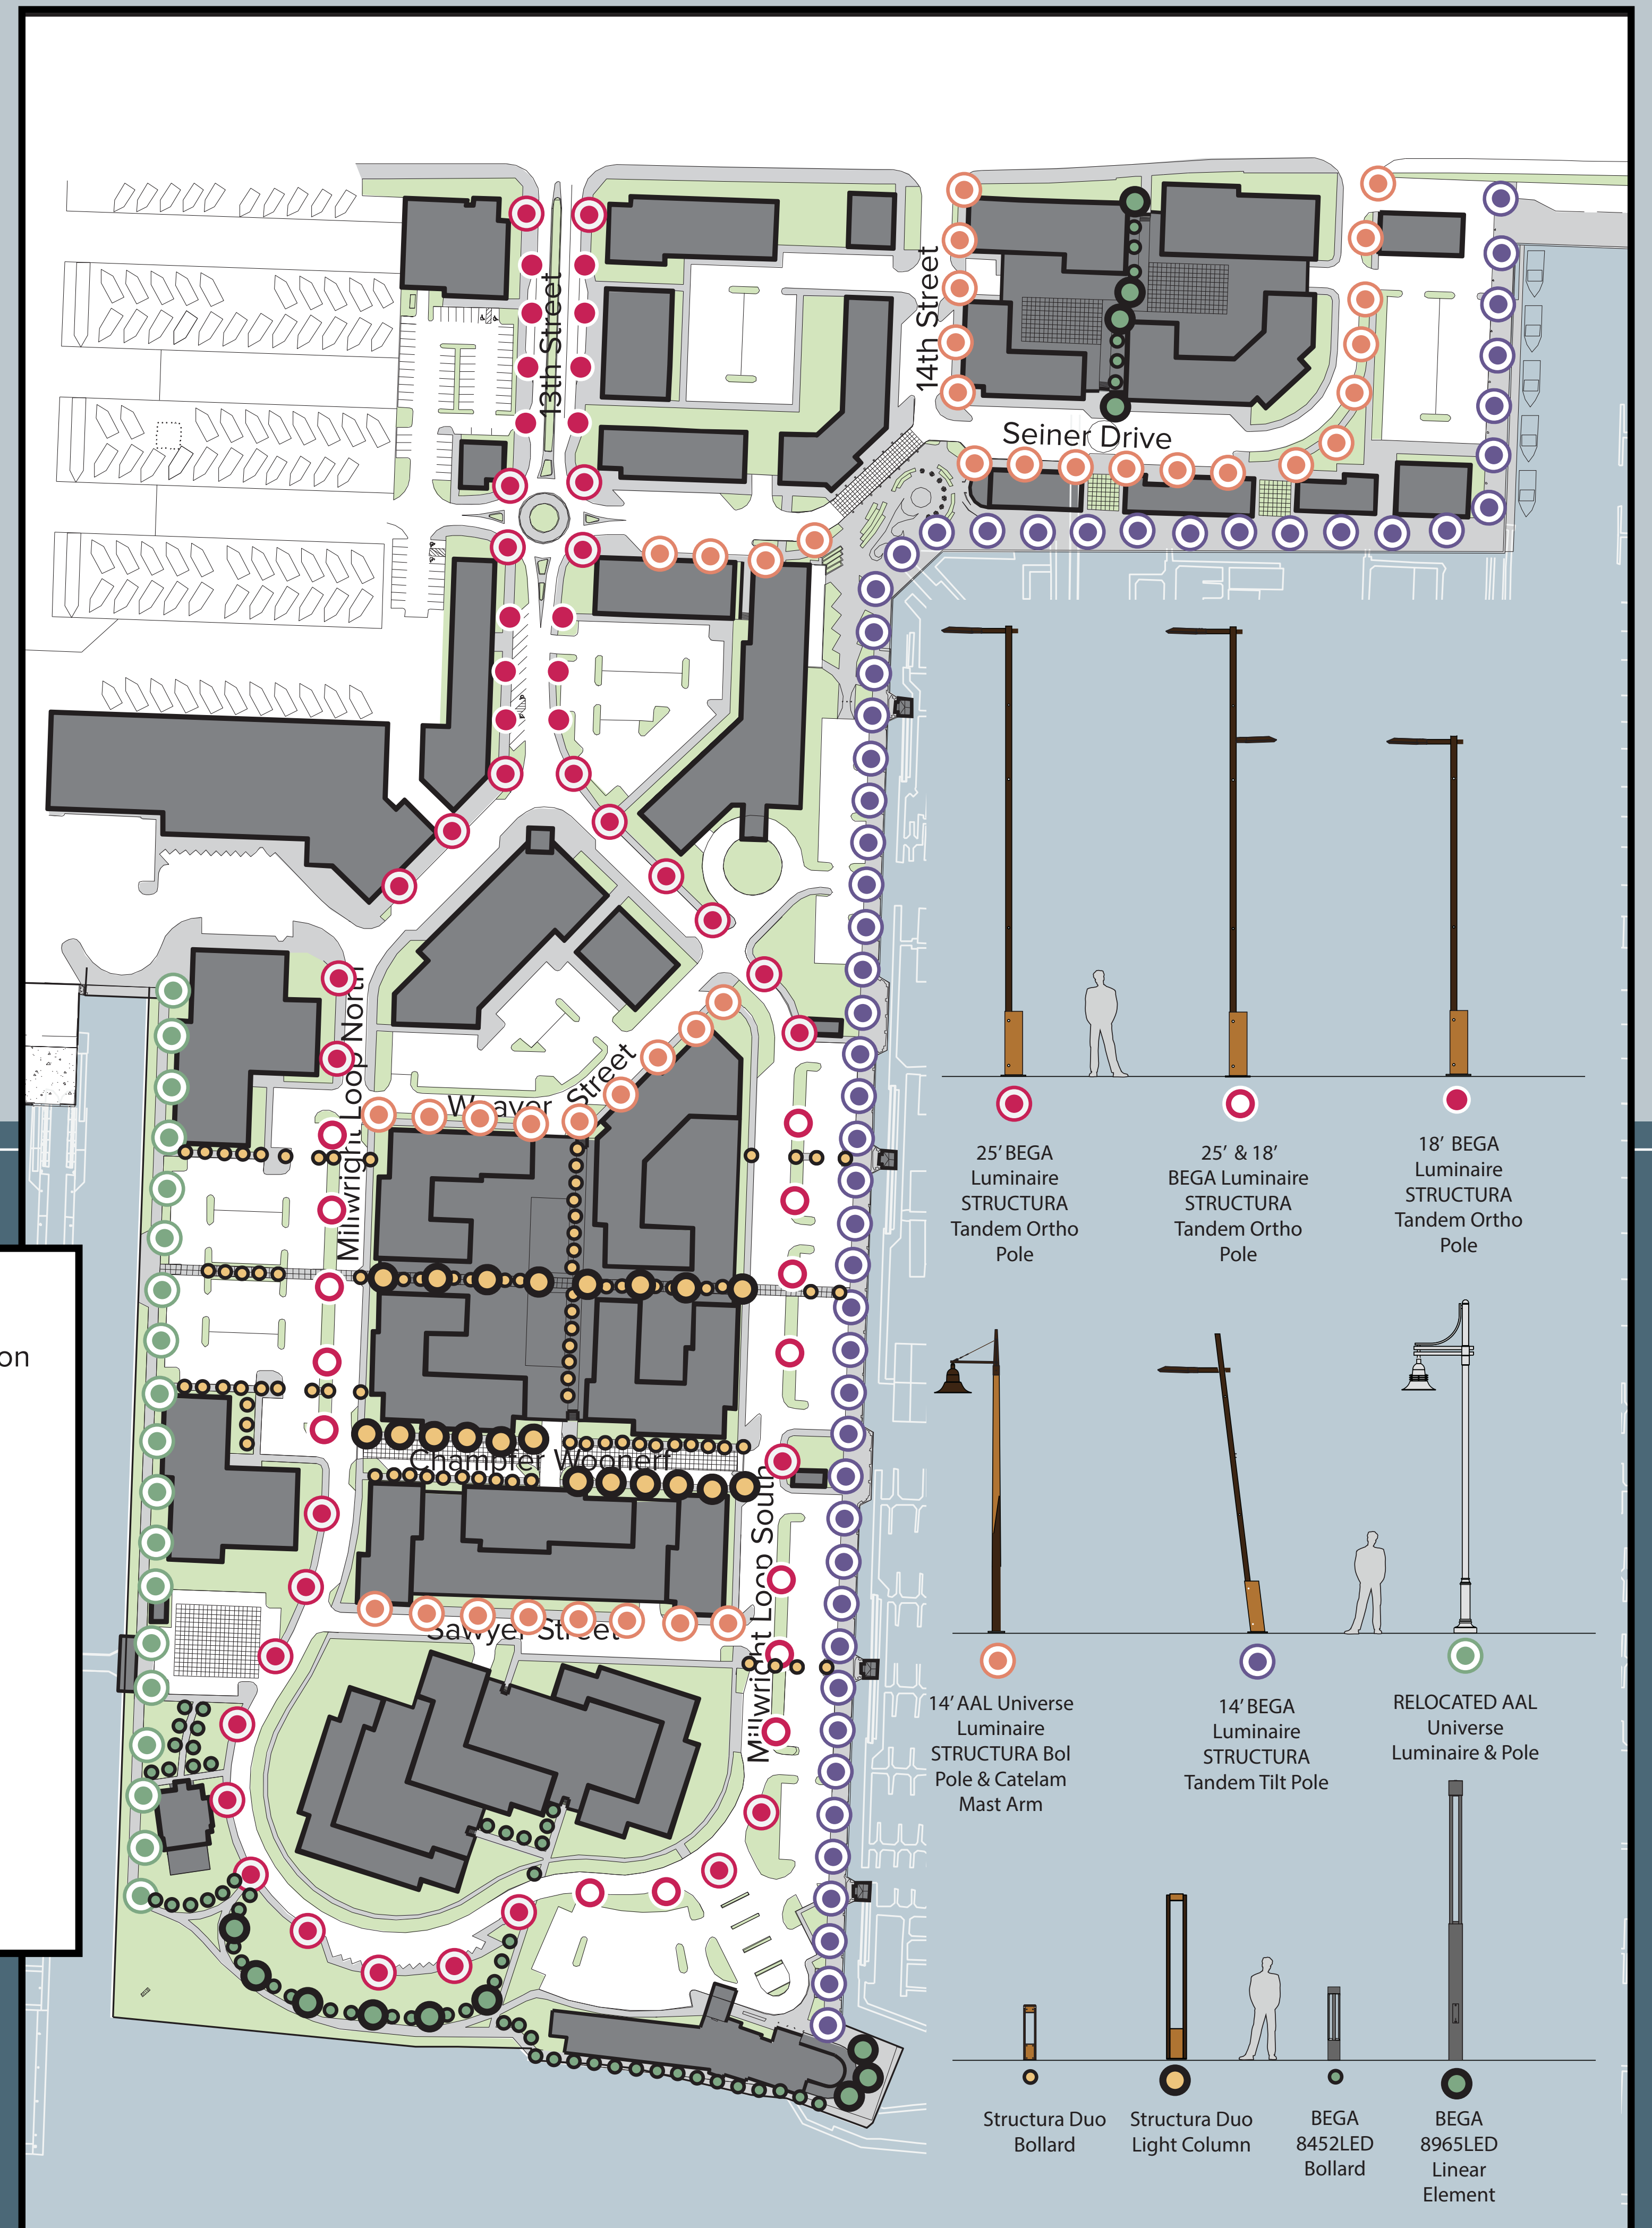 13th Street
14th Street
Seiner Drive
Millwright Loop North
Weaver Street
Champfer Woonerf
Millwright Loop South
Sawyer Street
on
25' BEGA
Luminaire
STRUCTURA
Tandem Ortho
Pole
25' & 18'
BEGA Luminaire
STRUCTURA
Tandem Ortho
Pole
18' BEGA
Luminaire
STRUCTURA
Tandem Ortho
Pole
14' AAL Universe
Luminaire
STRUCTURA Bol
Pole & Catelam
Mast Arm
14' BEGA
Luminaire
STRUCTURA
Tandem Tilt Pole
RELOCATED AAL
Universe
Luminaire & Pole
Structura Duo
Bollard
Structura Duo
Light Column
BEGA
8452LED
Bollard
BEGA
8965LED
Linear
Element